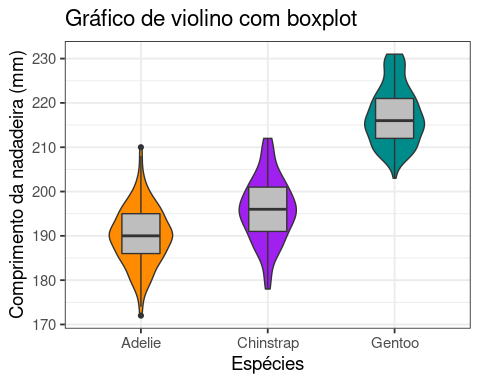 Gráfico de violino com boxplot
Comprimento da nadadeira (mm)
230
220
210
200
190
180
170
Adelie
Chinstrap
Gentoo
Espécies